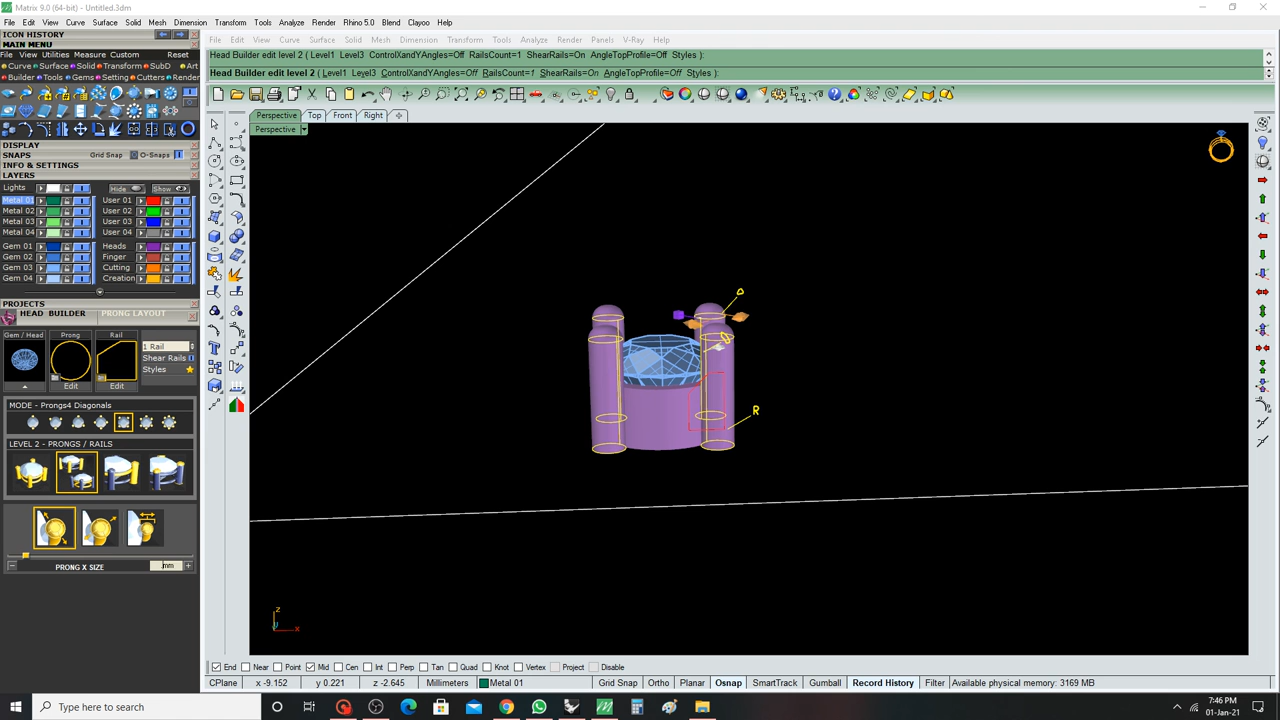 Matrix 9.0 (64-bit) - Untitled.3dm
File Edit View Curve Surface Solid Mesh Dimension Transform Tools Analyze Render Rhino 5.0 Blend Clayoo Help
ICON HISTORY
MAIN MENU
File View Utilities Measure Custom Reset
Curve Surface Solid Transform SubD Art
Builder Tools Gems Setting Cutters Render
DISPLAY
SNAPS Grid Snap O-Snaps
INFO & SETTINGS
LAYERS
Lights Hide Show
Metal 01 User 01
Metal 02 User 02
Metal 03 User 03
Metal 04 User 04
Gem 01 Heads
Gem 02 Finger
Gem 03 Cutting
Gem 04 Creation
PROJECTS
HEAD BUILDER PRONG LAYOUT
Gem / Head Prong Rail
1 Rail
Shear Rails
Styles
Edit Edit
MODE - Prongs4 Diagonals
LEVEL 2 - PRONGS / RAILS
PRONG X SIZE mm
File Edit View Curve Surface Solid Mesh Dimension Transform Tools Analyze Render Panels V-Ray Help
Head Builder edit level 2 ( Level1 Level3 ControlXandYAngles=Off RailsCount=1 ShearRails=On AngleTopProfile=Off Styles ):
Head Builder edit level 2 ( Level1 Level3 ControlXandYAngles=Off RailsCount=1 ShearRails=On AngleTopProfile=Off Styles ):
Perspective Top Front Right
Perspective
R
z
x
End Near Point Mid Cen Int Perp Tan Quad Knot Vertex Project Disable
CPlane x -9.152 y 0.221 z -2.645 Millimeters Metal 01 Grid Snap Ortho Planar Osnap SmartTrack Gumball Record History Filter Available physical memory: 3169 MB
Type here to search
7:46 PM
01-Jan-21